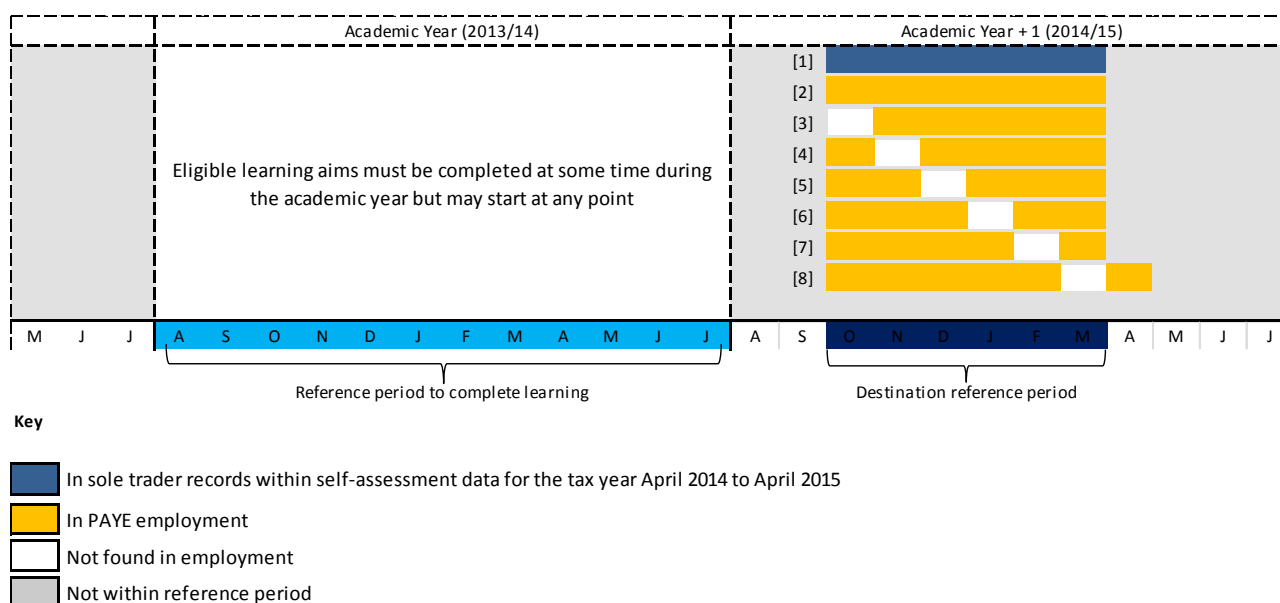 Academic Year (2013/14) Academic Year + 1 (2014/15)
[1]
[2]
[3]
[4]
Eligible learning aims must be completed at some time during
the academic year but may start at any point
[5]
[6]
[7]
[8]
M J J A S O N D J F M A M J J A S O N D J F M A M J J
Reference period to complete learning Destination reference period
Key
In sole trader records within self-assessment data for the tax year April 2014 to April 2015
In PAYE employment
Not found in employment
Not within reference period